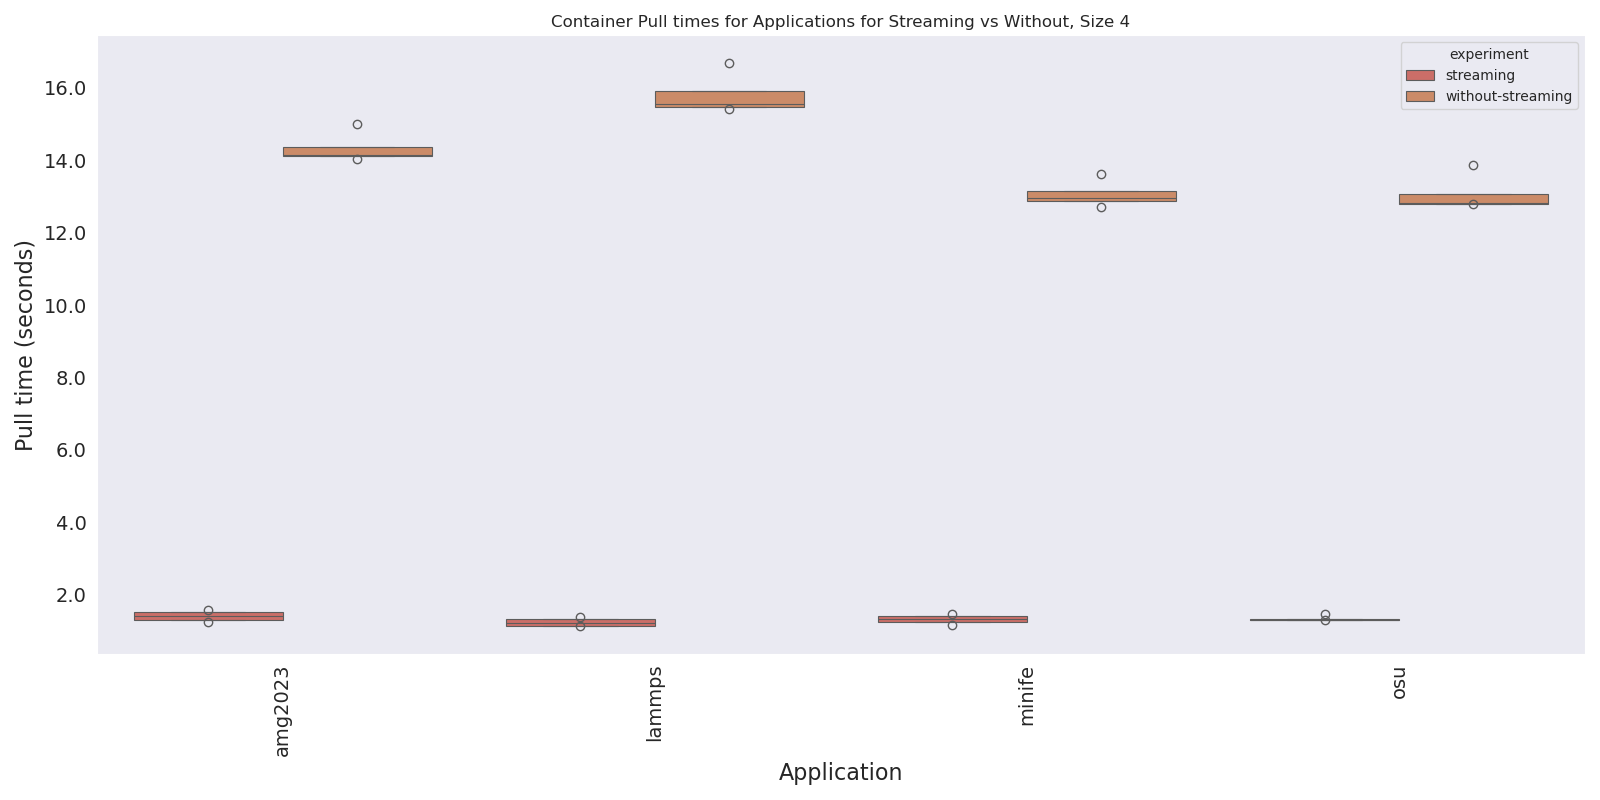 Container Pull times for Applications for Streaming vs Without, Size 4
experiment
streaming
without-streaming
Pull time (seconds)
16.0
14.0
12.0
10.0
8.0
6.0
4.0
2.0
amg2023
lammps
minife
osu
Application